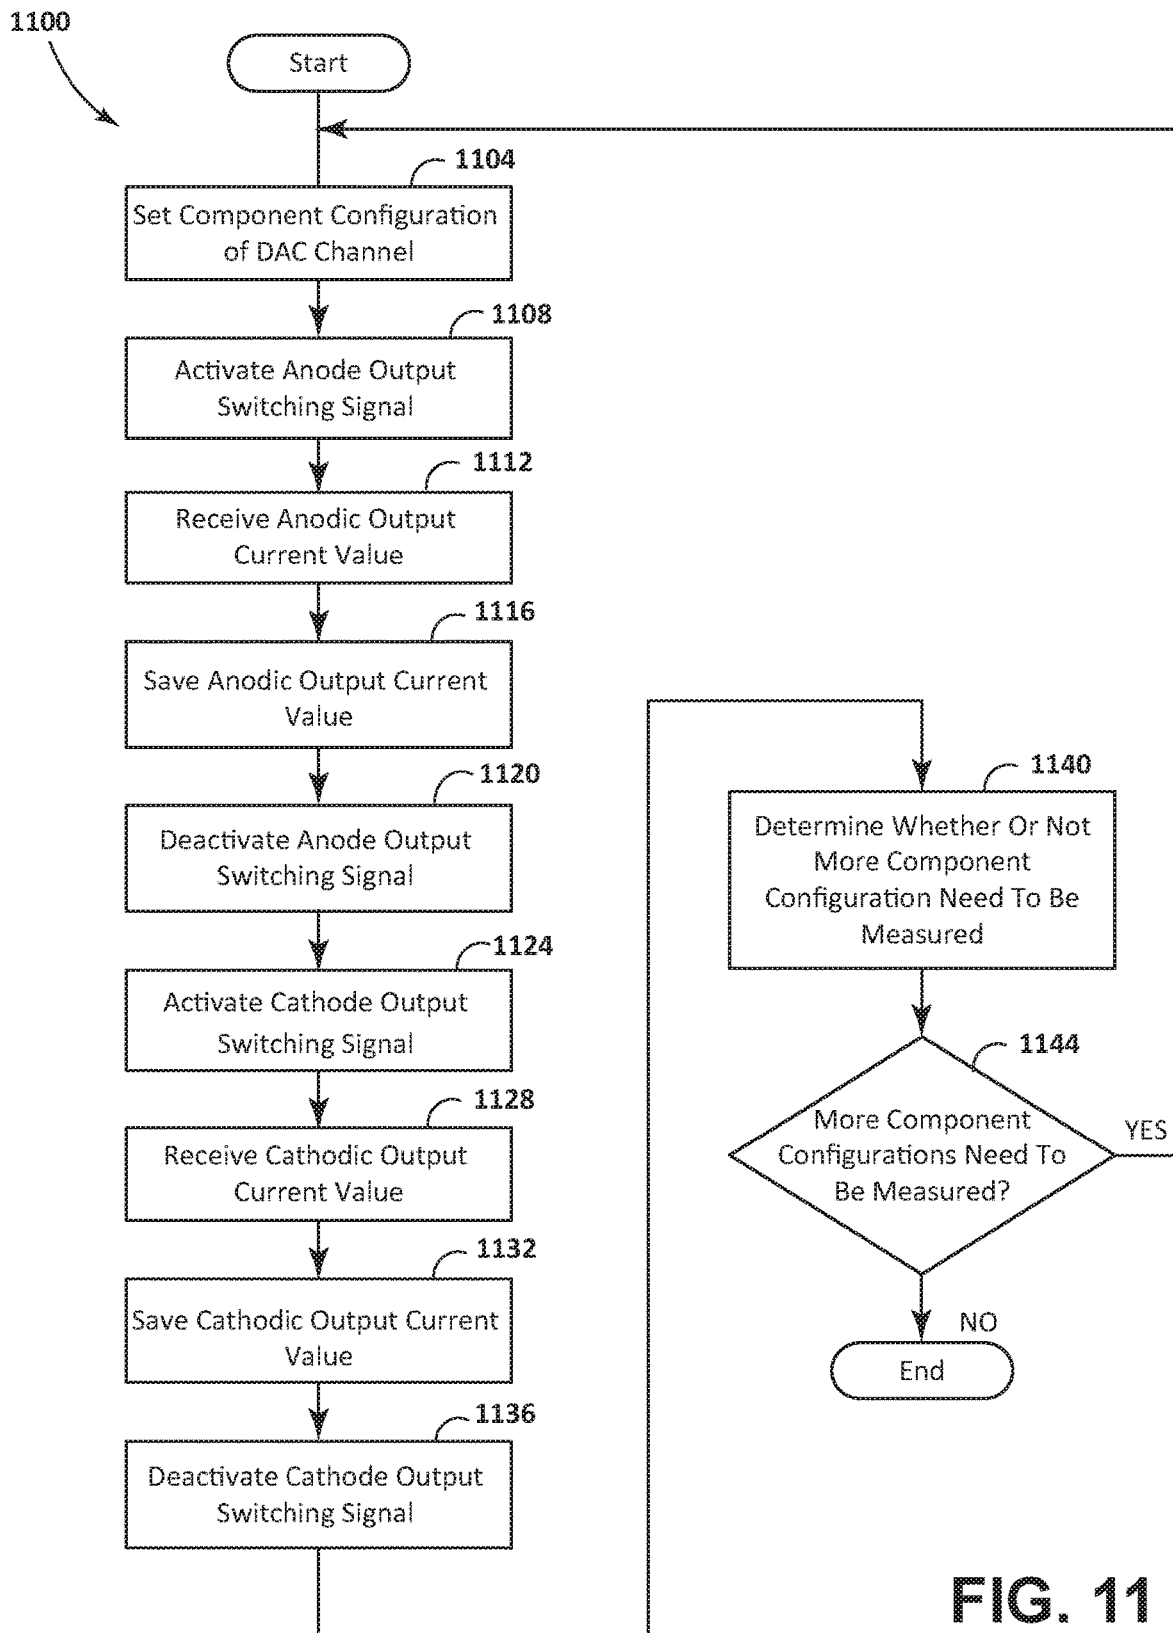 1100
Start
1104
Set Component Configuration
of DAC Channel
1108
Activate Anode Output
Switching Signal
1112
Receive Anodic Output
Current Value
1116
Save Anodic Output Current
Value
1120
Deactivate Anode Output
Switching Signal
1124
Activate Cathode Output
Switching Signal
1128
Receive Cathodic Output
Current Value
1132
Save Cathodic Output Current
Value
1136
Deactivate Cathode Output
Switching Signal
1140
Determine Whether Or Not
More Component
Configuration Need To Be
Measured
1144
More Component
Configurations Need To
Be Measured?
YES
NO
End
FIG. 11